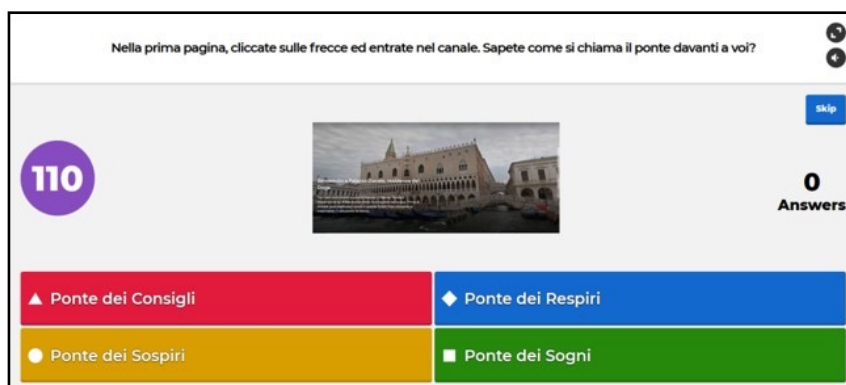 Nella prima pagina, cliccate sulle frecce ed entrate nel canale. Sapete come si chiama il ponte davanti a voi?
Skip
110
0
Answers
Ponte dei Consigli
Ponte dei Respiri
Ponte dei Sospiri
Ponte dei Sogni